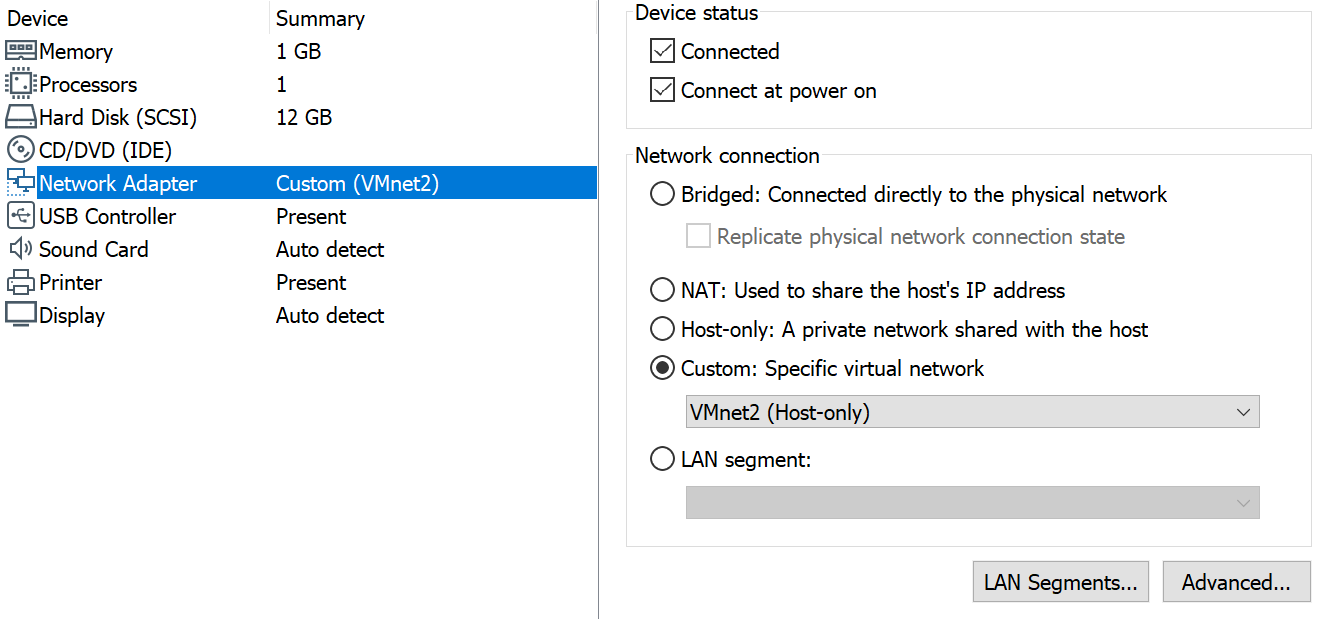 Device Summary
Memory 1 GB
Processors 1
Hard Disk (SCSI) 12 GB
CD/DVD (IDE)
Network Adapter Custom (VMnet2)
USB Controller Present
Sound Card Auto detect
Printer Present
Display Auto detect
Device status
Connected
Connect at power on
Network connection
Bridged: Connected directly to the physical network
Replicate physical network connection state
NAT: Used to share the host's IP address
Host-only: A private network shared with the host
Custom: Specific virtual network
VMnet2 (Host-only)
LAN segment:
LAN Segments... Advanced...